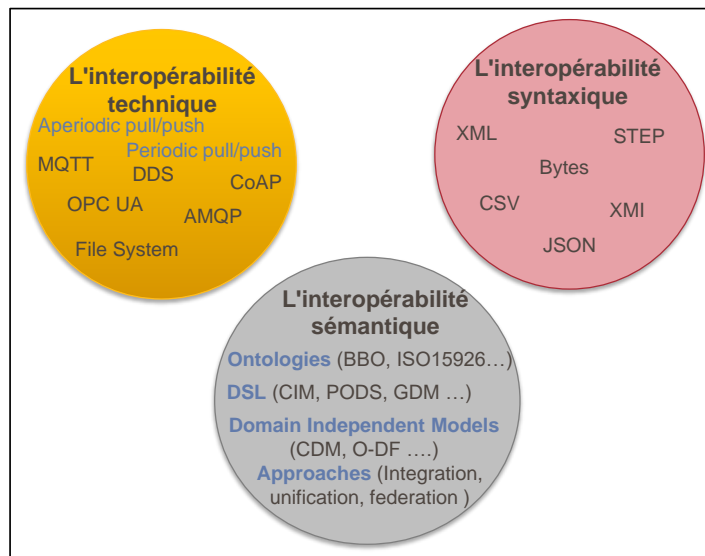 L'interopérabilité
technique
Aperiodic pull/push
Periodic pull/push
MQTT
DDS
CoAP
OPC UA
AMQP
File System
L'interopérabilité
syntaxique
XML
STEP
Bytes
CSV
XMI
JSON
L'interopérabilité
sémantique
Ontologies (BBO, ISO15926…)
DSL (CIM, PODS, GDM …)
Domain Independent Models
(CDM, O-DF ….)
Approaches (Integration,
unification, federation )